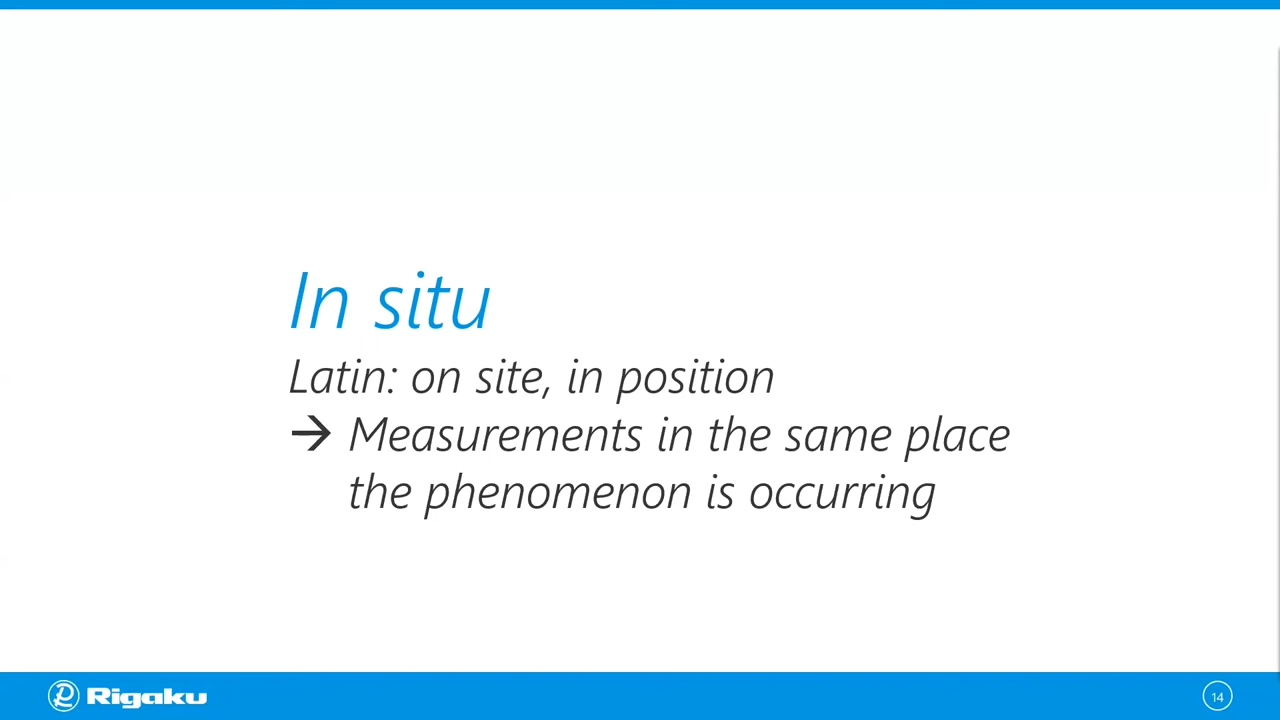 In situ
Latin: on site, in position
→ Measurements in the same place
the phenomenon is occurring
Rigaku
14